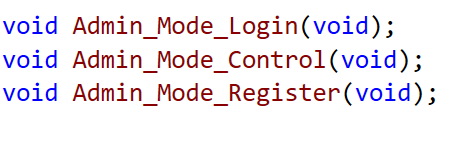 void Admin_Mode_Login(void);
void Admin_Mode_Control(void);
void Admin_Mode_Register(void);